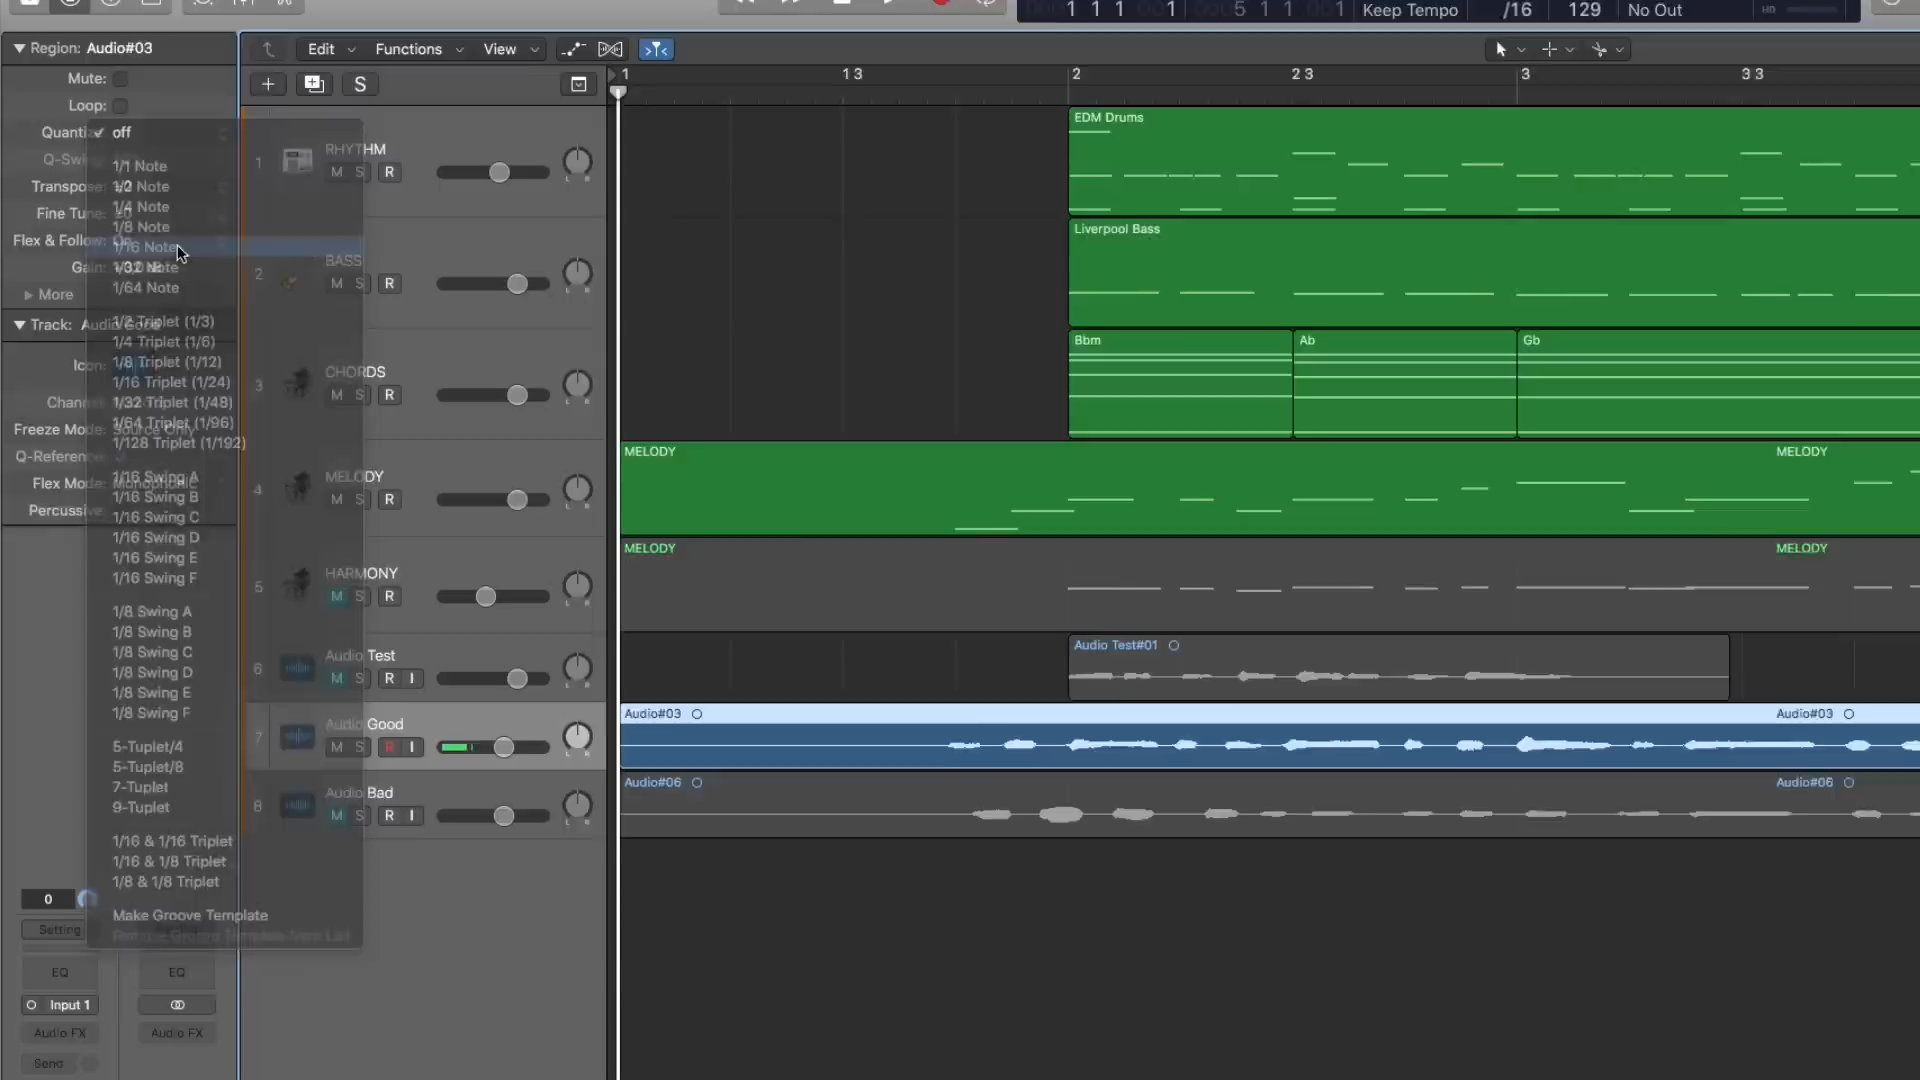 1 1 1 001 0005 1 1 001 Keep Tempo /16 129 No Out HD
Region: Audio#03
Edit Functions View
Mute:
Loop:
S
1 1 3 2 2 3 3 3 3
Quanti
✓ off
Q-Swi
1/1 Note
Transpose:
1/2 Note
Fine Tune:
1/4 Note
1/8 Note
Flex & Follow:
1/16 Note
Gai
1/32 Note
1/64 Note
More
Track: Audio Good
1/2 Triplet (1/3)
1/4 Triplet (1/6)
Icon:
1/8 Triplet (1/12)
1/16 Triplet (1/24)
Chann
1/32 Triplet (1/48)
Freeze Mode: Source Only
1/64 Triplet (1/96)
1/128 Triplet (1/192)
Q-Reference:
1/16 Swing A
Flex Mode: Monophonic
1/16 Swing B
Percussive
1/16 Swing C
1/16 Swing D
1/16 Swing E
1/16 Swing F
1/8 Swing A
1/8 Swing B
1/8 Swing C
1/8 Swing D
1/8 Swing E
1/8 Swing F
5-Tuplet/4
5-Tuplet/8
7-Tuplet
9-Tuplet
1/16 & 1/16 Triplet
1/16 & 1/8 Triplet
1/8 & 1/8 Triplet
Make Groove Template
Remove Groove Template from List
0
Setting
EQ EQ
Input 1
Audio FX Audio FX
Send
1 RHYTHM
M S R
L R
2 BASS
M S R
L R
3 CHORDS
M S R
L R
4 MELODY
M S R
L R
5 HARMONY
M S R
L R
6 Audio Test
M S R I
L R
7 Audio Good
M S R I
L R
8 Audio Bad
M S R I
L R
EDM Drums
Liverpool Bass
Bbm Ab Gb
MELODY MELODY
MELODY MELODY
Audio Test#01
Audio#03 Audio#03
Audio#06 Audio#06